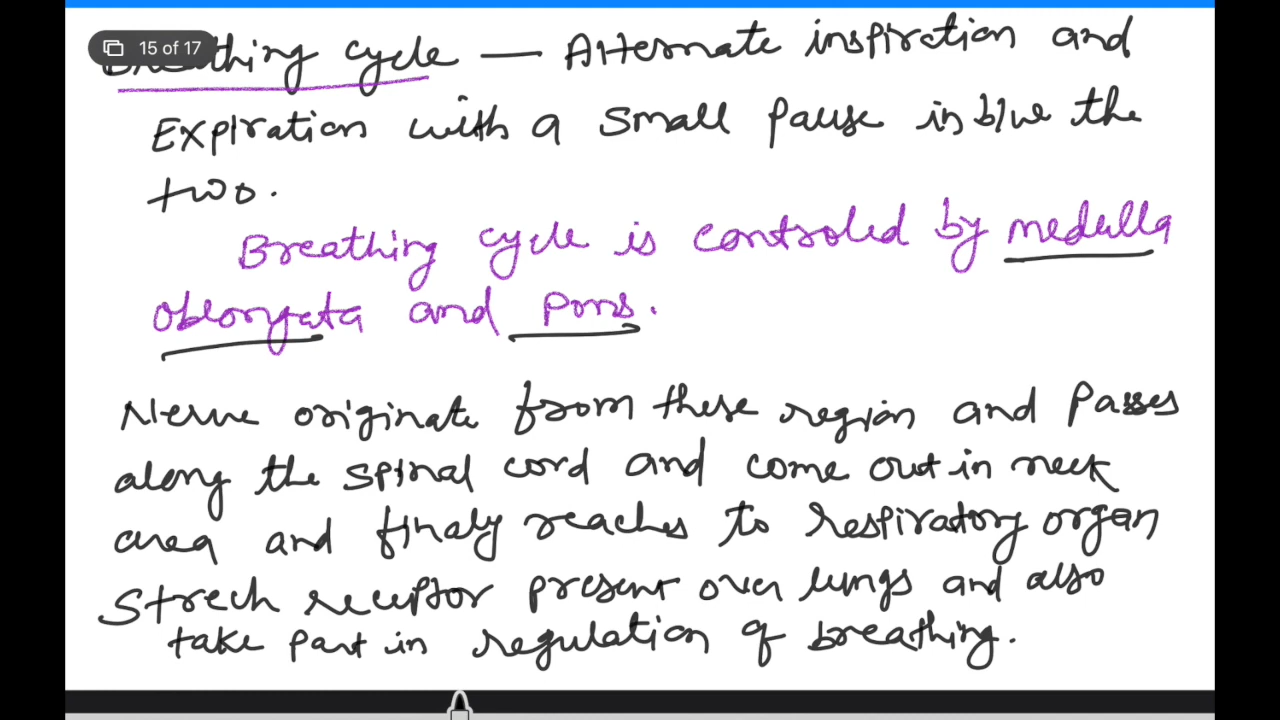 15 of 17
Breathing cycle — Alternate inspiration and
Expiration with a small pause in b/w the
two.
Breathing cycle is controled by medulla
oblongata and pons.
Nerve originate from these region and passes
along the spinal cord and come out in neck
area and finaly reaches to respiratory organ
Strech receptor present over lungs and also
take part in regulation of breathing.